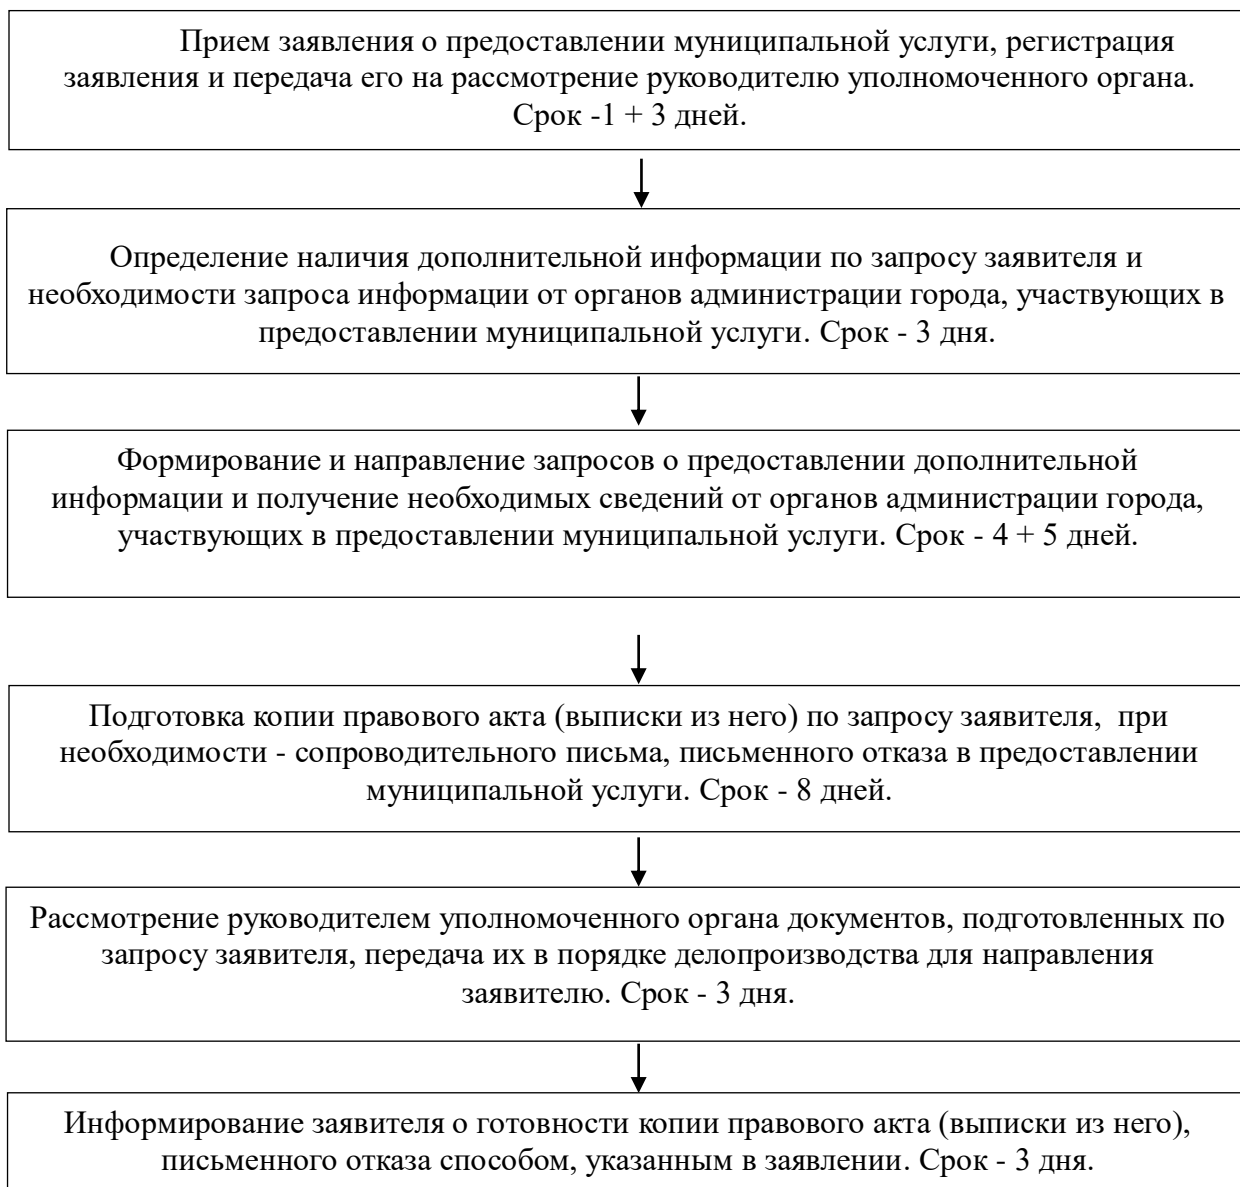 Прием заявления о предоставлении муниципальной услуги, регистрация
заявления и передача его на рассмотрение руководителю уполномоченного органа.
Срок -1 + 3 дней.
Определение наличия дополнительной информации по запросу заявителя и
необходимости запроса информации от органов администрации города, участвующих в
предоставлении муниципальной услуги. Срок - 3 дня.
Формирование и направление запросов о предоставлении дополнительной
информации и получение необходимых сведений от органов администрации города,
участвующих в предоставлении муниципальной услуги. Срок - 4 + 5 дней.
Подготовка копии правового акта (выписки из него) по запросу заявителя, при
необходимости - сопроводительного письма, письменного отказа в предоставлении
муниципальной услуги. Срок - 8 дней.
Рассмотрение руководителем уполномоченного органа документов, подготовленных по
запросу заявителя, передача их в порядке делопроизводства для направления
заявителю. Срок - 3 дня.
Информирование заявителя о готовности копии правового акта (выписки из него),
письменного отказа способом, указанным в заявлении. Срок - 3 дня.